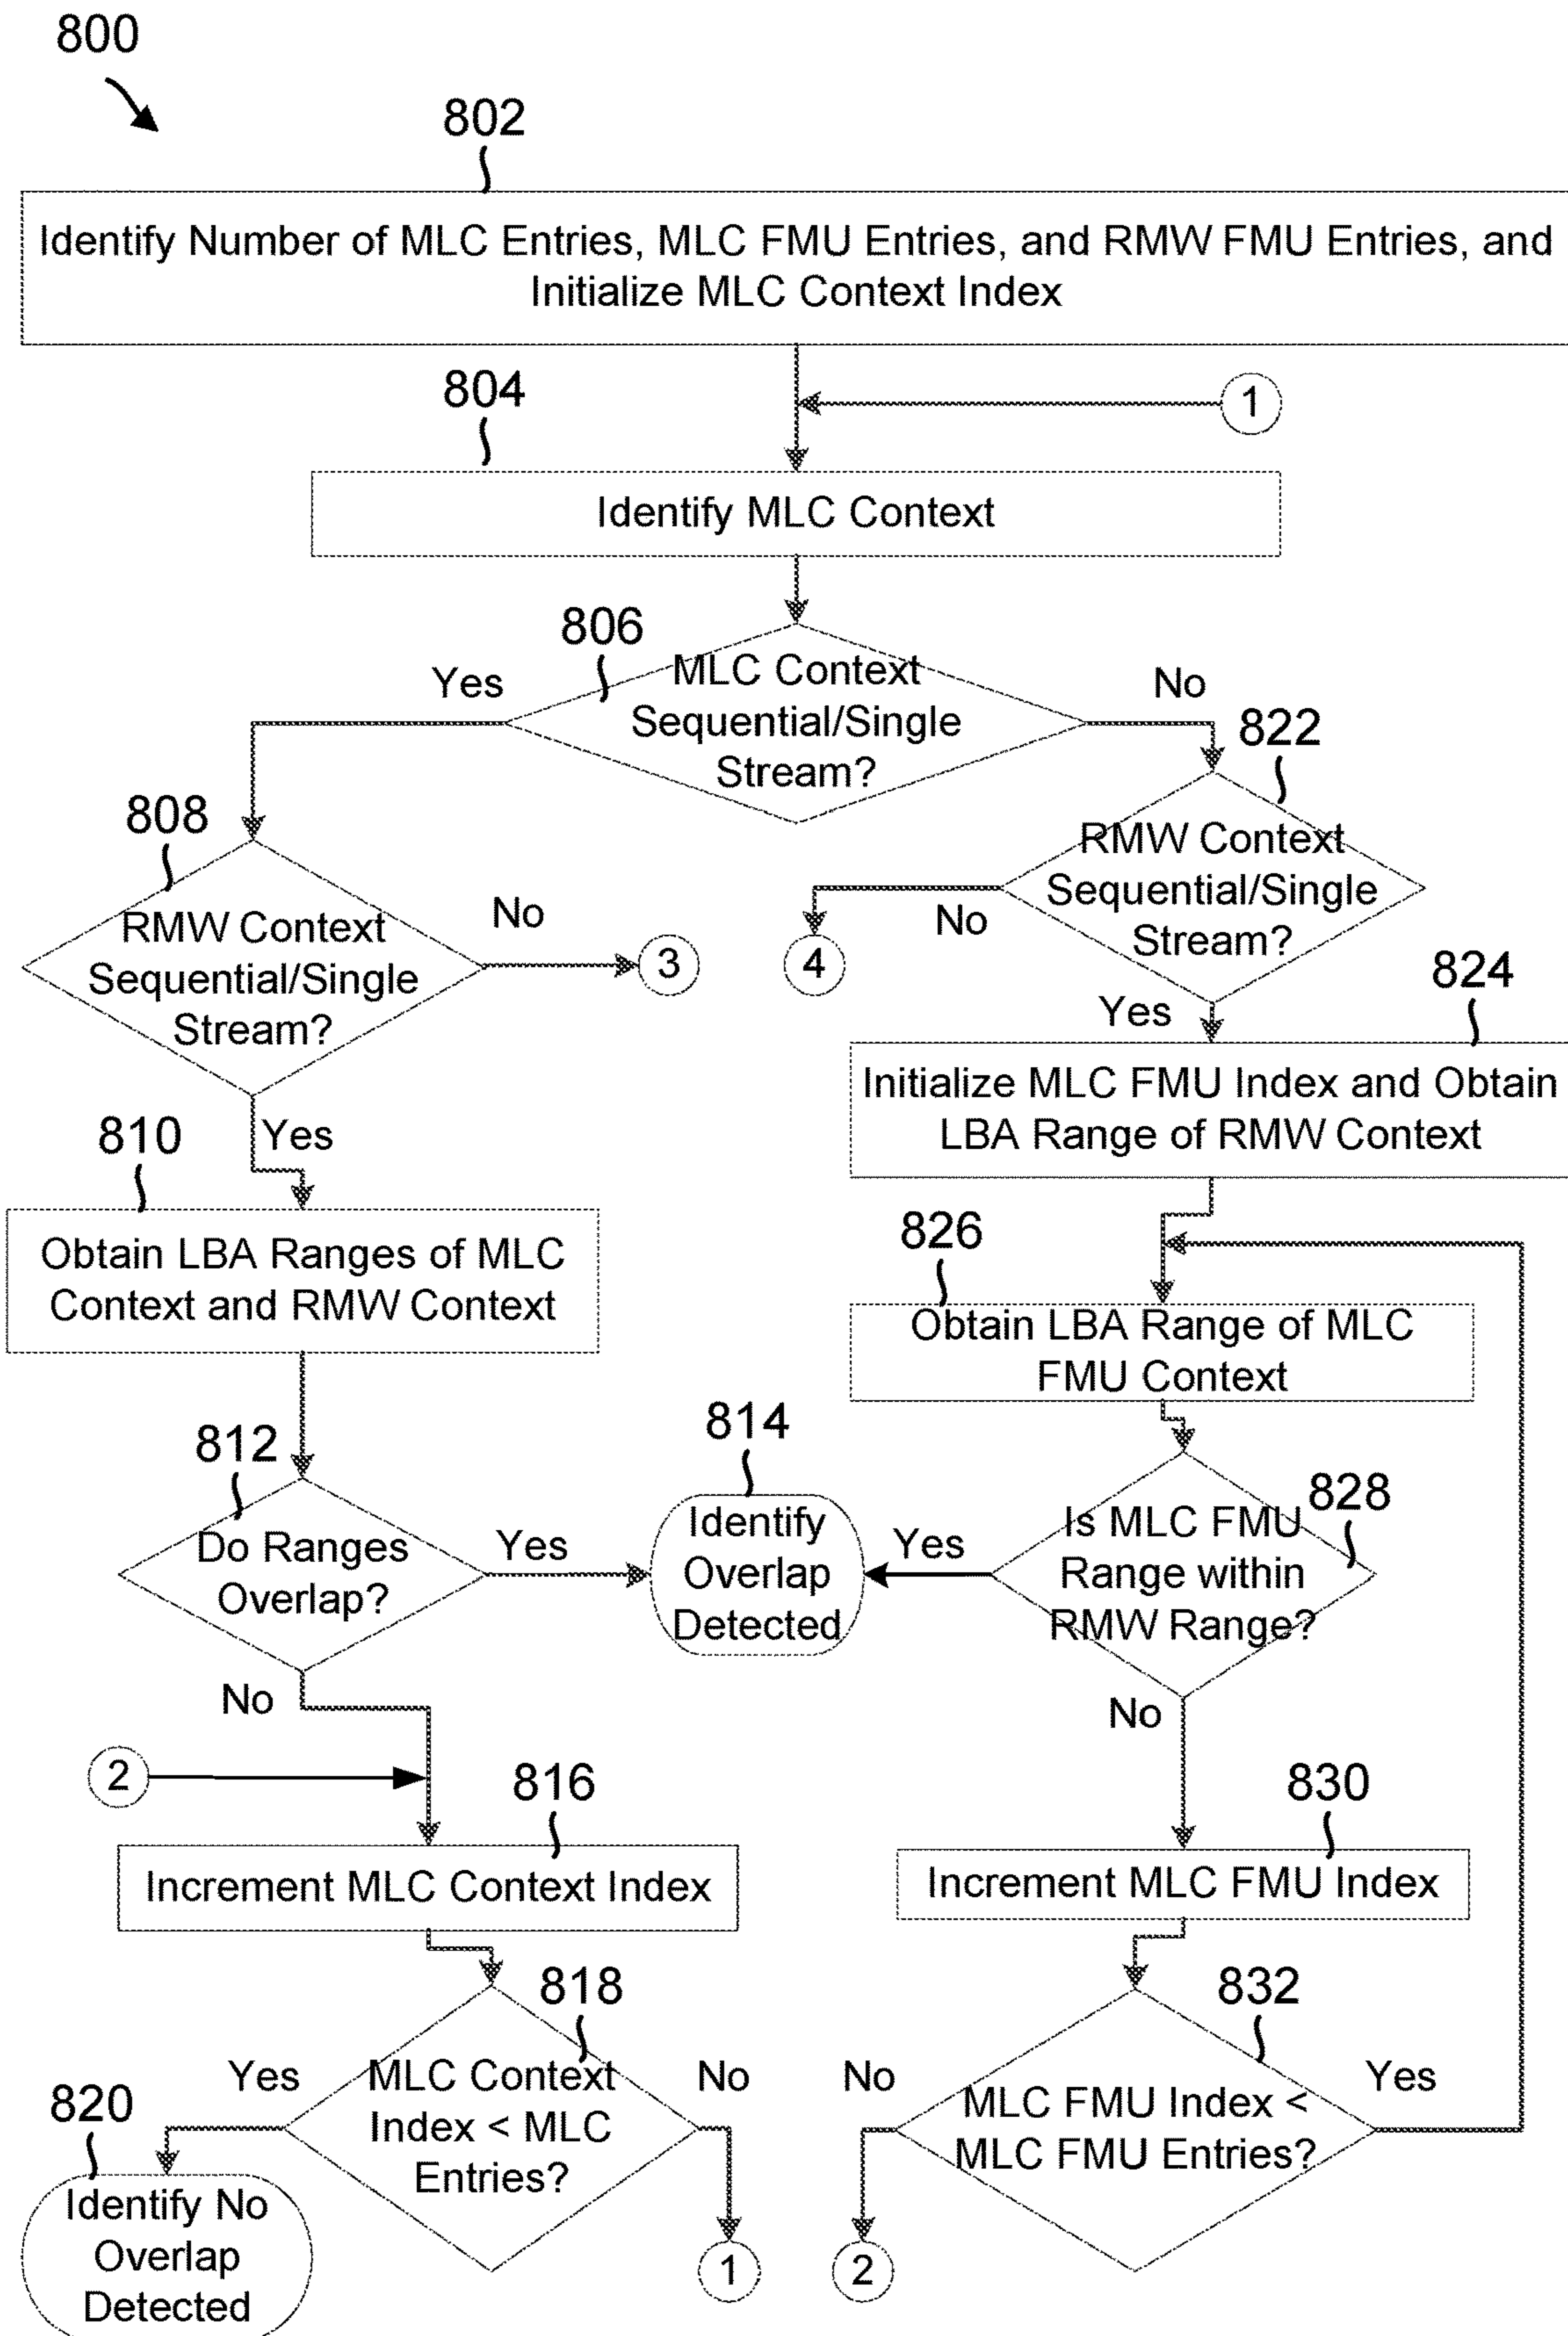 800
802
Identify Number of MLC Entries, MLC FMU Entries, and RMW FMU Entries, and
Initialize MLC Context Index
804
1
Identify MLC Context
806
Yes
MLC Context
Sequential/Single
Stream?
No
822
808
RMW Context
Sequential/Single
Stream?
No
3
RMW Context
Sequential/Single
Stream?
No
4
Yes
824
810
Yes
Initialize MLC FMU Index and Obtain
LBA Range of RMW Context
Obtain LBA Ranges of MLC
Context and RMW Context
826
Obtain LBA Range of MLC
FMU Context
812
814
828
Do Ranges
Overlap?
Yes
Identify
Overlap
Detected
Yes
Is MLC FMU
Range within
RMW Range?
No
No
2
816
830
Increment MLC Context Index
Increment MLC FMU Index
818
832
820
Yes
MLC Context
Index < MLC
Entries?
No
No
MLC FMU Index <
MLC FMU Entries?
Yes
Identify No
Overlap
Detected
1
2